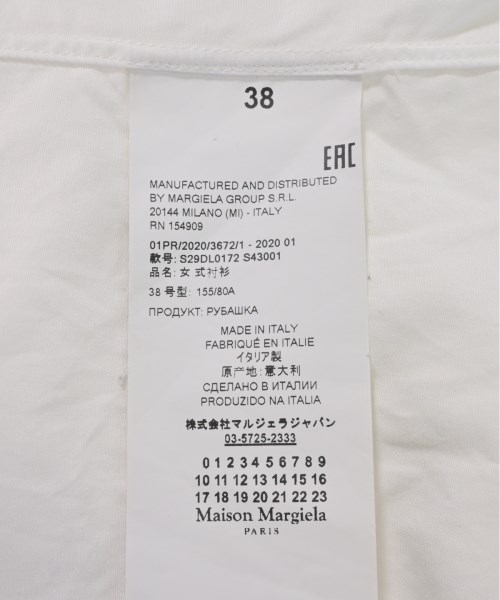 38
EAC
MANUFACTURED AND DISTRIBUTED
BY MARGIELA GROUP S.R.L.
20144 MILANO (MI) - ITALY
RN 154909
01PR/2020/3672/1 - 2020 01
款号: S29DL0172 S43001
品名: 女 式衬衫
38 号型: 155/80A
ПРОДУКТ: РУБАШКА
MADE IN ITALY
FABRIQUÉ EN ITALIE
イタリア製
原产地: 意大利
СДЕЛАНО В ИТАЛИИ
PRODUZIDO NA ITALIA
株式会社マルジェラジャパン
03-5725-2333
0 1 2 3 4 5 6 7 8 9
10 11 12 13 14 15 16
17 18 19 20 21 22 23
Maison Margiela
PARIS